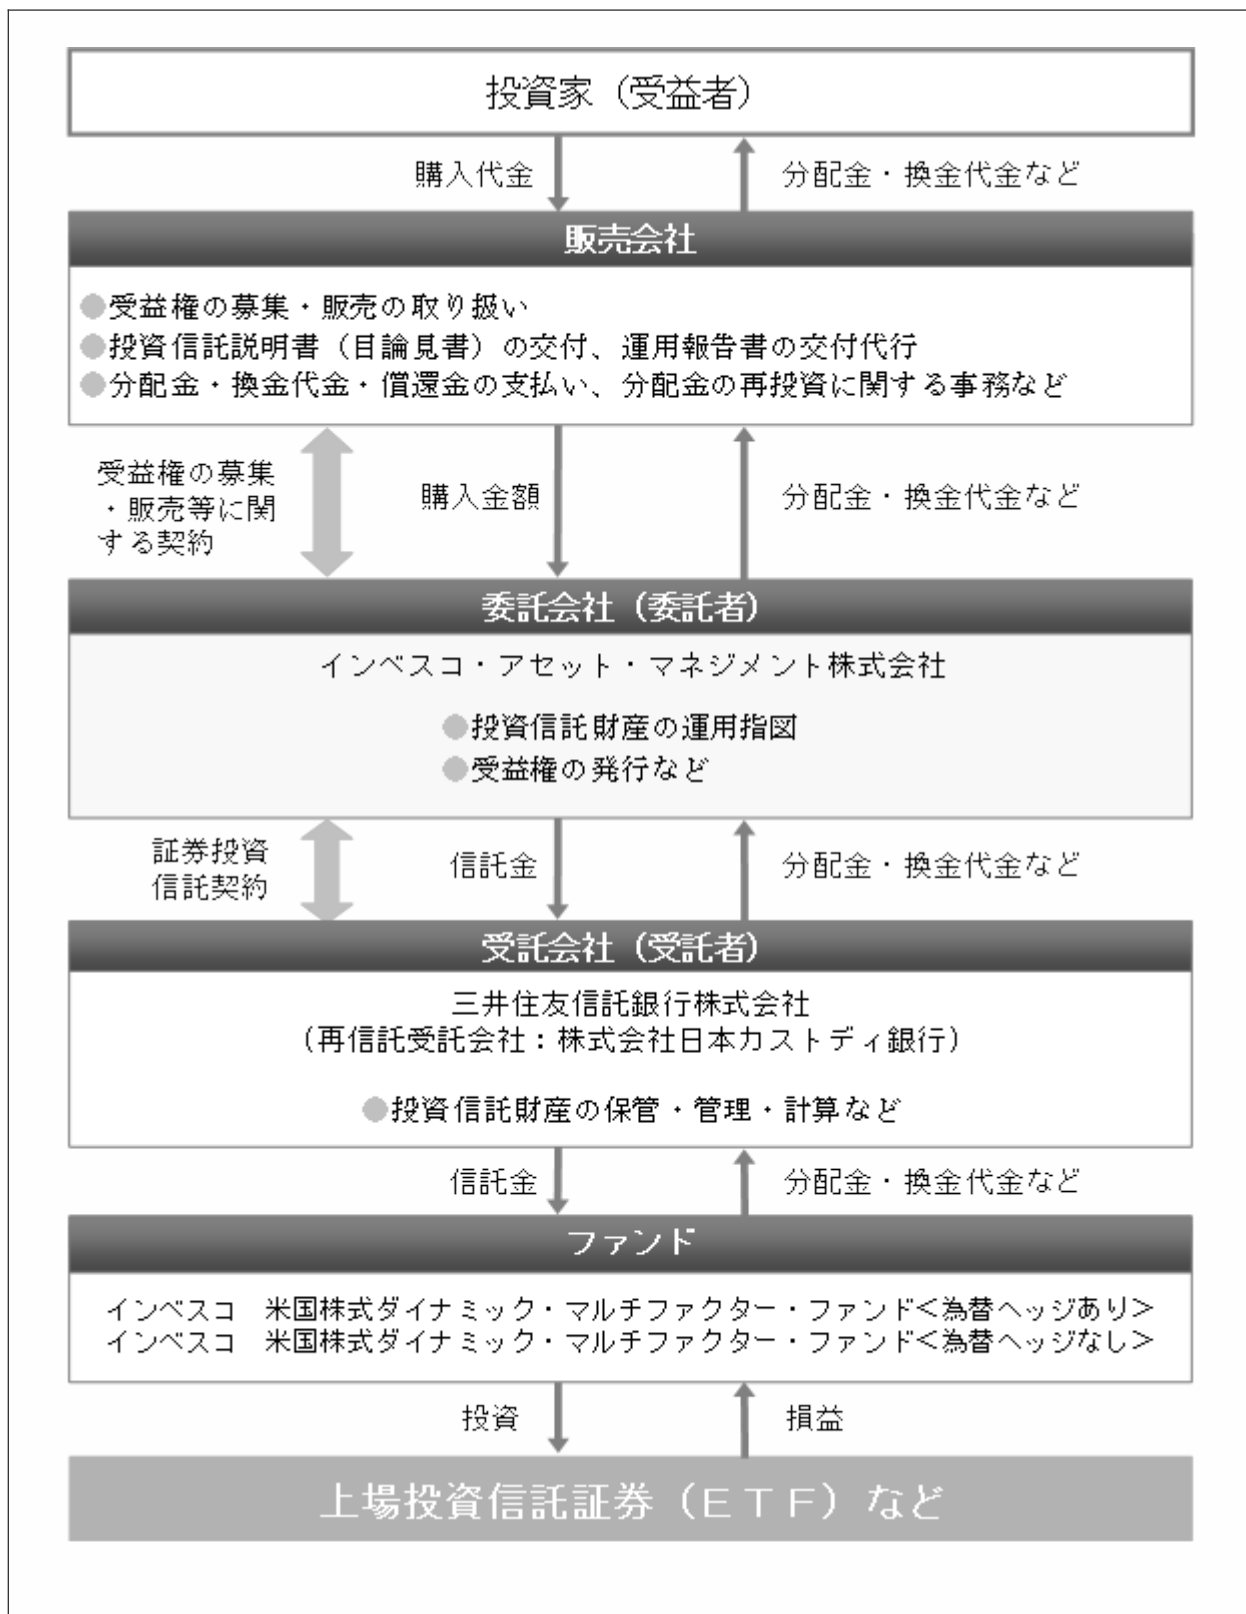 投資家（受益者）
購入代金
分配金・換金代金など
販売会社
●受益権の募集・販売の取り扱い
●投資信託説明書（目論見書）の交付、運用報告書の交付代行
●分配金・換金代金・償還金の支払い、分配金の再投資に関する事務など
受益権の募集
・販売等に関
する契約
購入金額
分配金・換金代金など
委託会社（委託者）
インベスコ・アセット・マネジメント株式会社
●投資信託財産の運用指図
●受益権の発行など
証券投資
信託契約
信託金
分配金・換金代金など
受託会社（受託者）
三井住友信託銀行株式会社
（再信託受託会社：株式会社日本カストディ銀行）
●投資信託財産の保管・管理・計算など
信託金
分配金・換金代金など
ファンド
インベスコ　米国株式ダイナミック・マルチファクター・ファンド＜為替ヘッジあり＞
インベスコ　米国株式ダイナミック・マルチファクター・ファンド＜為替ヘッジなし＞
投資
損益
上場投資信託証券（ＥＴＦ）など